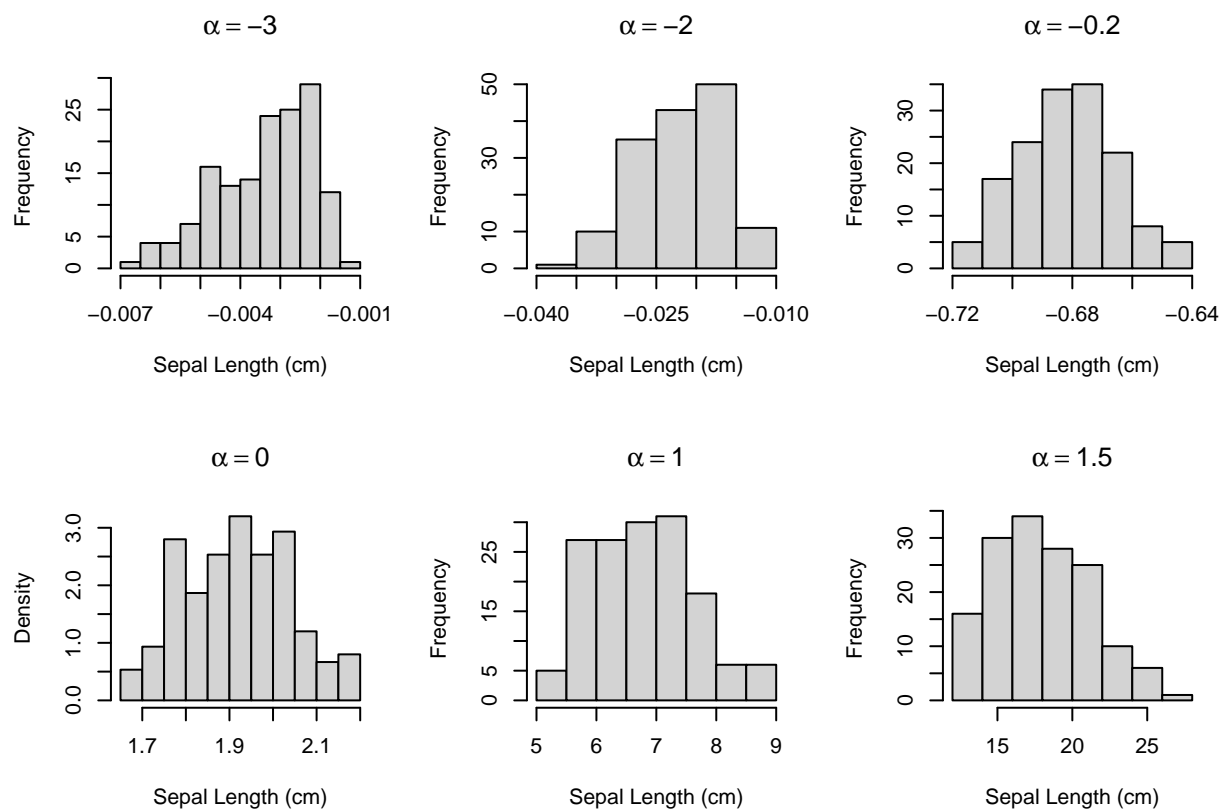 α = −3
Frequency
5
15
25
0
−0.007
−0.004
−0.001
Sepal Length (cm)
α = −2
Frequency
0
10
30
50
−0.040
−0.025
−0.010
Sepal Length (cm)
α = −0.2
Frequency
0
10
20
30
−0.72
−0.68
−0.64
Sepal Length (cm)
α = 0
Density
0.0
1.0
2.0
3.0
1.7
1.9
2.1
Sepal Length (cm)
α = 1
Frequency
0
5
15
25
5
6
7
8
9
Sepal Length (cm)
α = 1.5
Frequency
0
10
20
30
15
20
25
Sepal Length (cm)